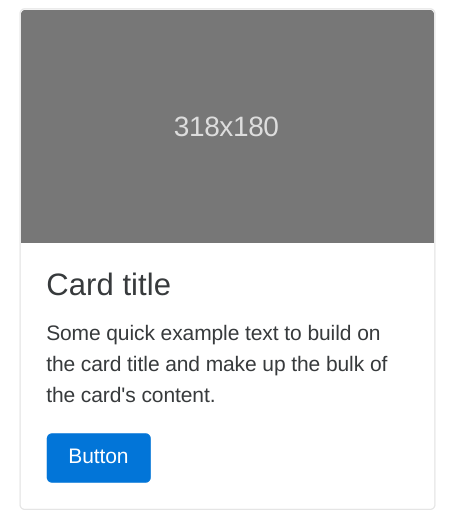 318x180
Card title
Some quick example text to build on
the card title and make up the bulk of
the card's content.
Button